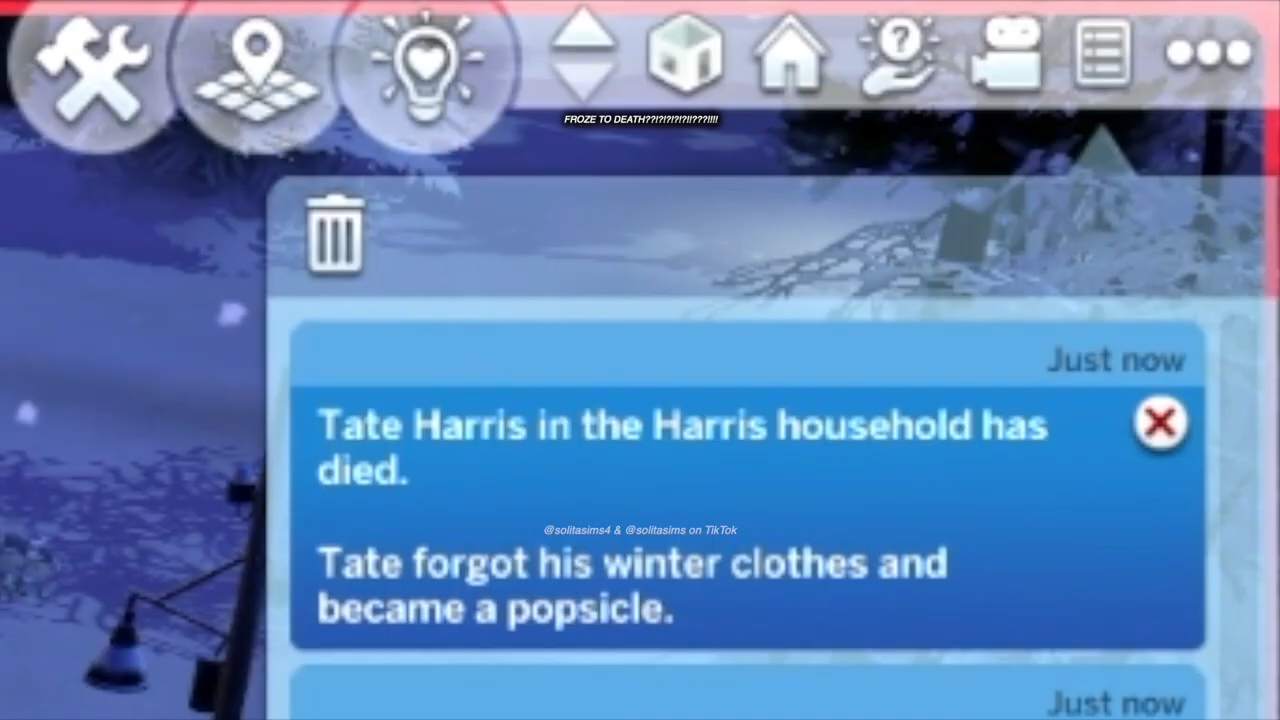 FROZE TO DEATH??!?!?!?!?!!???!!!!
Just now
Tate Harris in the Harris household has
died.
@solitasims4 & @solitasims on TikTok
Tate forgot his winter clothes and
became a popsicle.
Just now